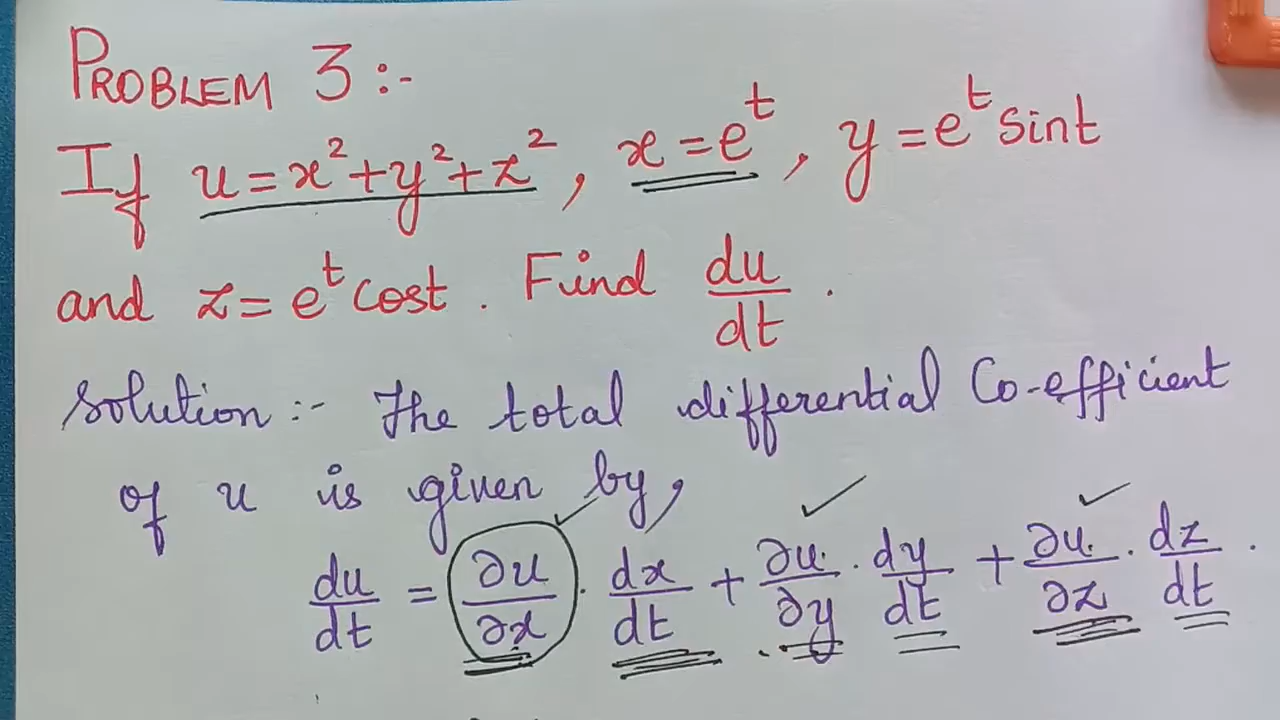 PROBLEM 3 :-
If u = x² + y² + z² , x = e^t , y = e^t sint
and z = e^t cost . Find du/dt .
Solution :- The total differential Co-efficient
of u is given by,
du/dt = ∂u/∂x . dx/dt + ∂u/∂y . dy/dt + ∂u/∂z . dz/dt .